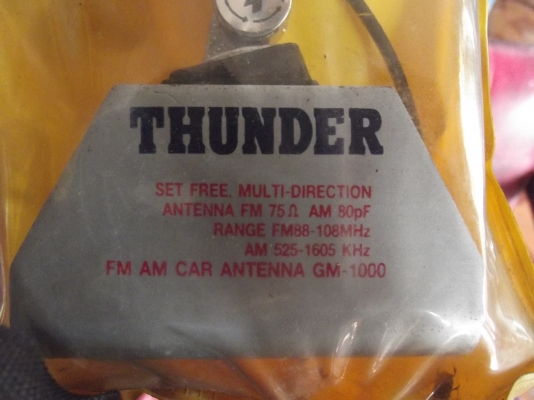 THUNDER
SET FREE, MULTI-DIRECTION
ANTENNA FM 75Ω AM 80pF
RANGE FM88-108MHz
AM 525-1605 KHz
FM AM CAR ANTENNA GM-1000